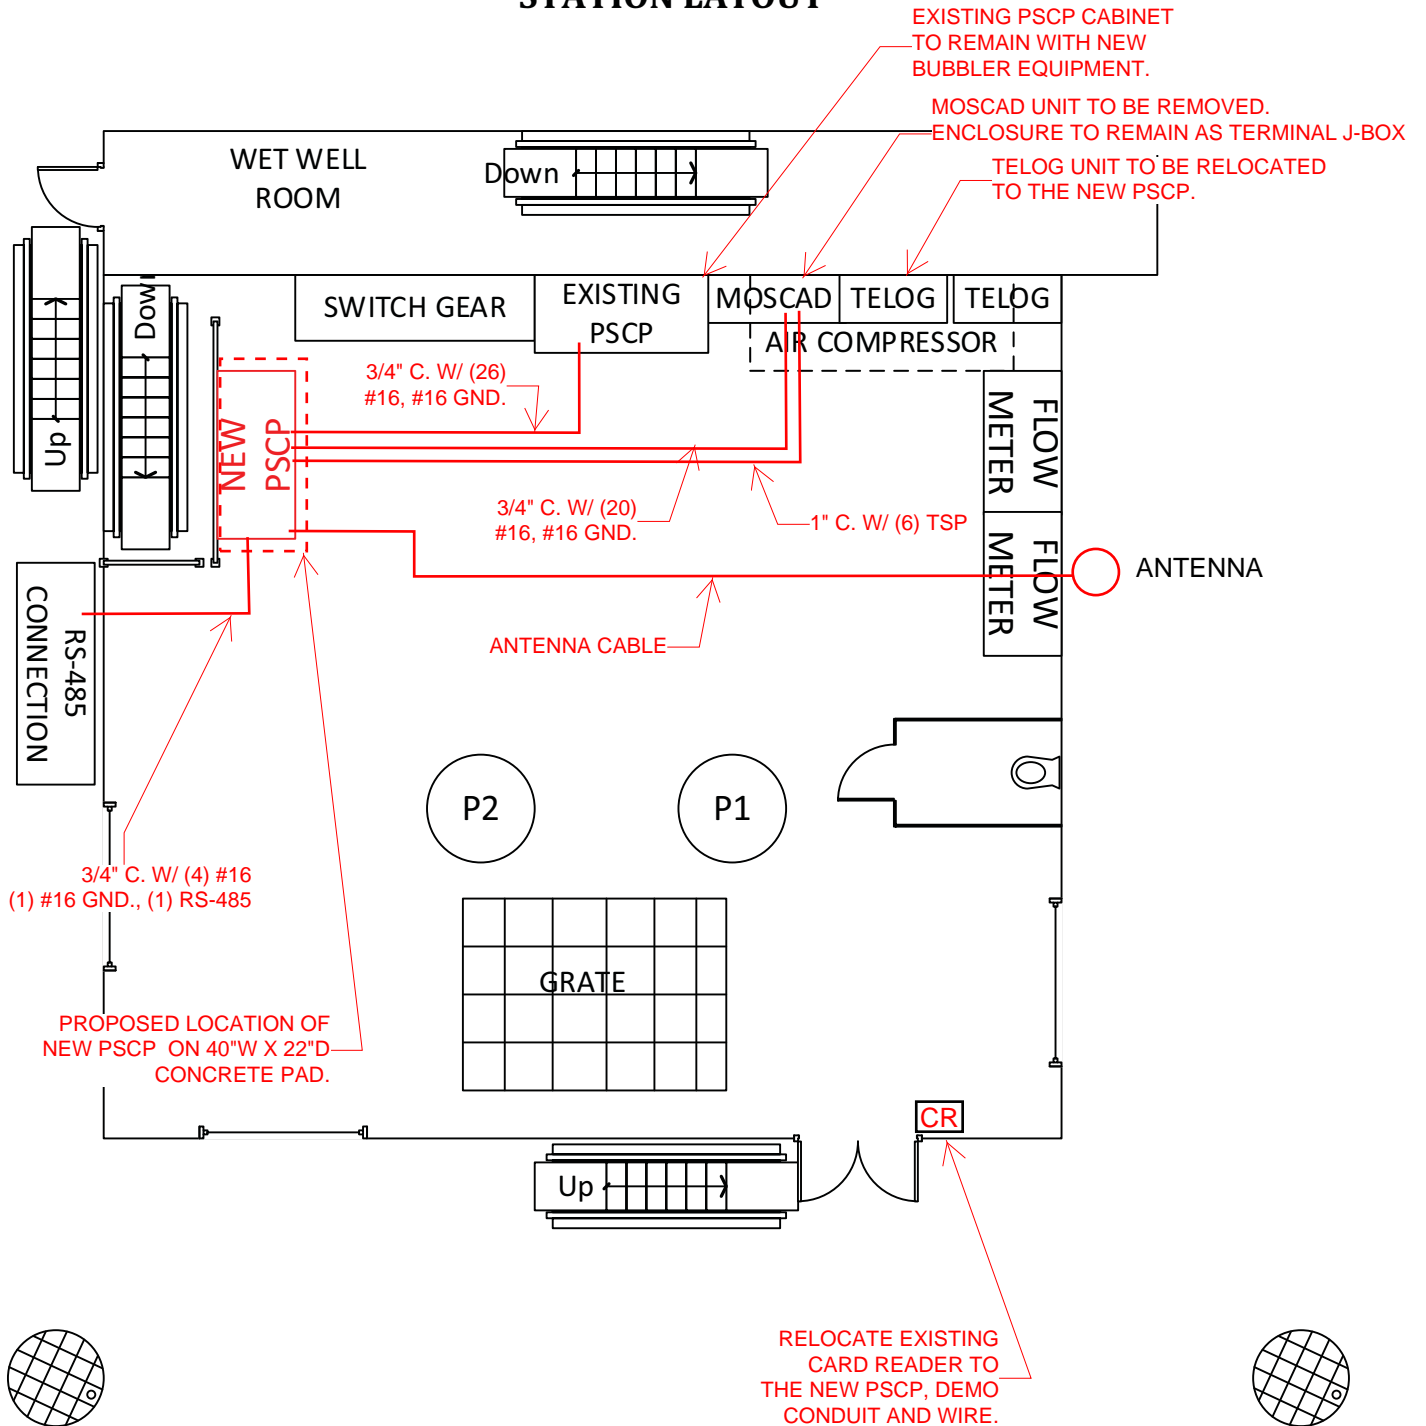 STATION LAYOUT
EXISTING PSCP CABINET
TO REMAIN WITH NEW
BUBBLER EQUIPMENT.
MOSCAD UNIT TO BE REMOVED.
ENCLOSURE TO REMAIN AS TERMINAL J-BOX
TELOG UNIT TO BE RELOCATED
TO THE NEW PSCP.
WET WELL
ROOM
Down
Down
Up
SWITCH GEAR
EXISTING
PSCP
MOSCAD
TELOG
TELOG
AIR COMPRESSOR
3/4" C. W/ (26)
#16, #16 GND.
NEW
PSCP
FLOW
METER
3/4" C. W/ (20)
#16, #16 GND.
1" C. W/ (6) TSP
FLOW
METER
ANTENNA
ANTENNA CABLE
RS-485
CONNECTION
P2
P1
3/4" C. W/ (4) #16
(1) #16 GND., (1) RS-485
GRATE
PROPOSED LOCATION OF
NEW PSCP ON 40"W X 22"D
CONCRETE PAD.
CR
Up
RELOCATE EXISTING
CARD READER TO
THE NEW PSCP, DEMO
CONDUIT AND WIRE.